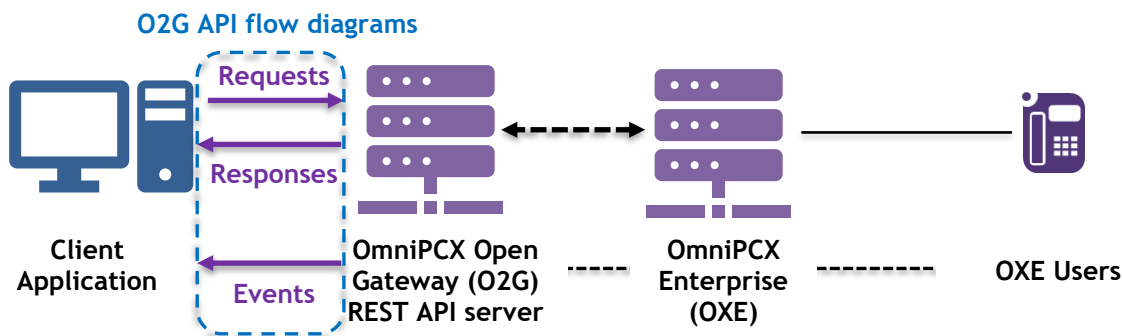 O2G API flow diagrams
Requests
Responses
Events
Client
Application
OmniPCX Open
Gateway (O2G)
REST API server
OmniPCX
Enterprise
(OXE)
OXE Users